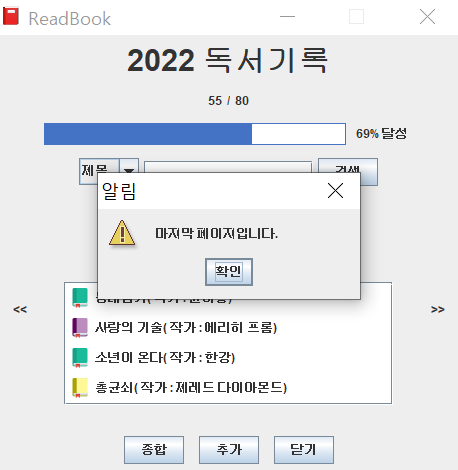 ReadBook
2022 독서기록
55 / 80
69% 달성
제목
알림
마지막 페이지입니다.
확인
<<
>>
사랑의 기술(작가:에리히 프롬)
소년이 온다(작가:한강)
총균쇠(작가:제레드 다이아몬드)
종합
추가
닫기